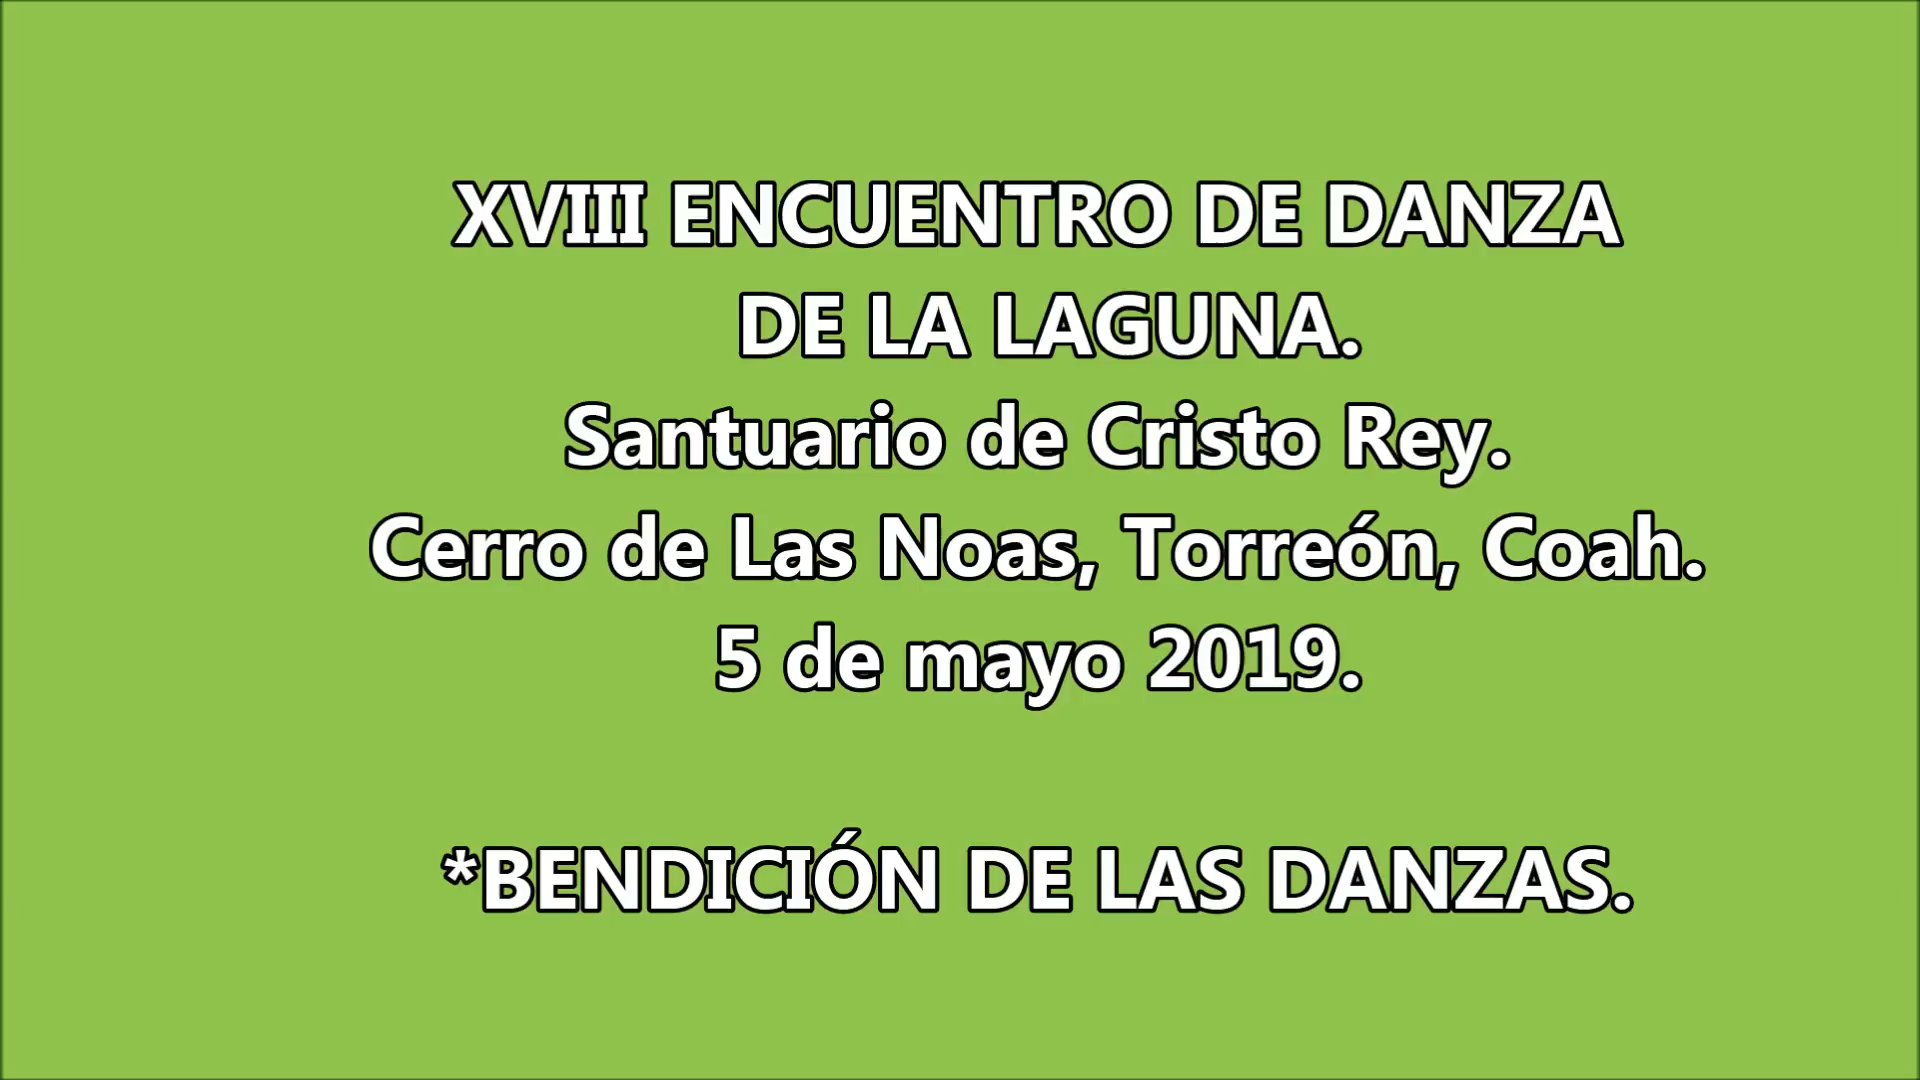 XVIII ENCUENTRO DE DANZA
DE LA LAGUNA.
Santuario de Cristo Rey.
Cerro de Las Noas, Torreón, Coah.
5 de mayo 2019.
*BENDICIÓN DE LAS DANZAS.